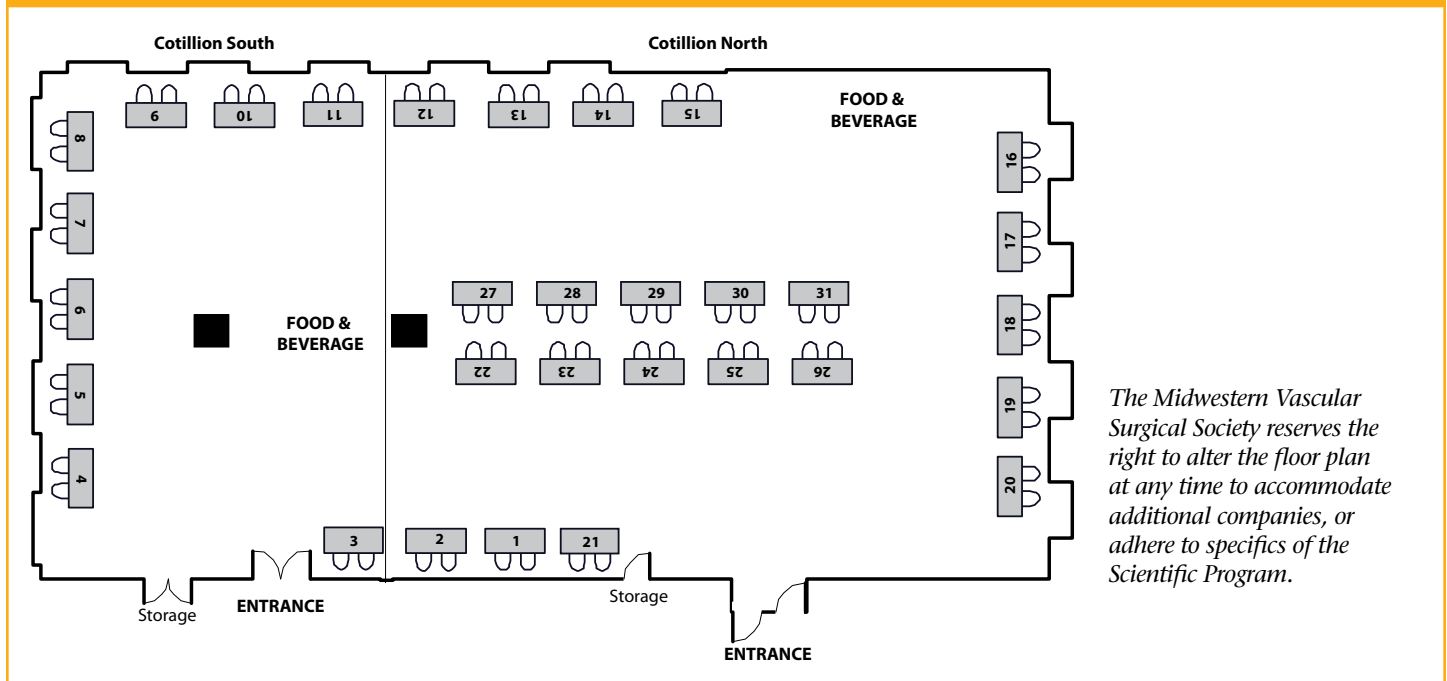 Cotillion South
Cotillion North
9
10
11
12
13
14
15
FOOD &
BEVERAGE
8
7
6
5
4
16
17
18
19
20
27
28
29
30
31
FOOD &
BEVERAGE
22
23
24
25
26
The Midwestern Vascular
Surgical Society reserves the
right to alter the floor plan
at any time to accommodate
additional companies, or
adhere to specifics of the
Scientific Program.
3
2
1
21
Storage
ENTRANCE
Storage
ENTRANCE